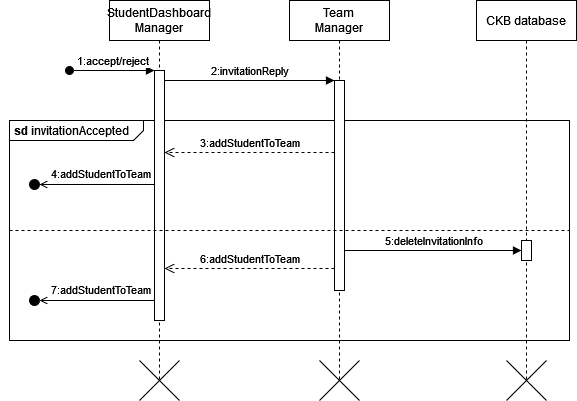 StudentDashboard
Manager
Team
Manager
CKB database
1:accept/reject
2:invitationReply
sd invitationAccepted
3:addStudentToTeam
4:addStudentToTeam
5:deleteInvitationInfo
6:addStudentToTeam
7:addStudentToTeam